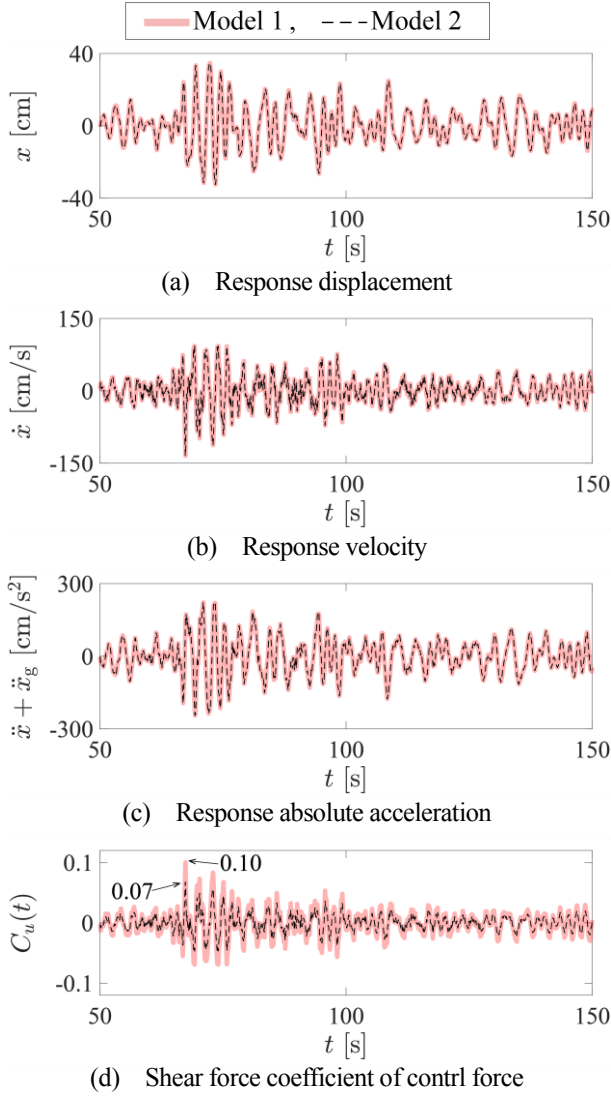 Model 1 , Model 2
40
0
-40
x [cm]
50 100 150
t [s]
(a) Response displacement
150
0
-150
ẋ [cm/s]
50 100 150
t [s]
(b) Response velocity
300
0
-300
ẍ + ẍg [cm/s²]
50 100 150
t [s]
(c) Response absolute acceleration
0.1
0
-0.1
Cu(t)
0.07
0.10
50 100 150
t [s]
(d) Shear force coefficient of contrl force